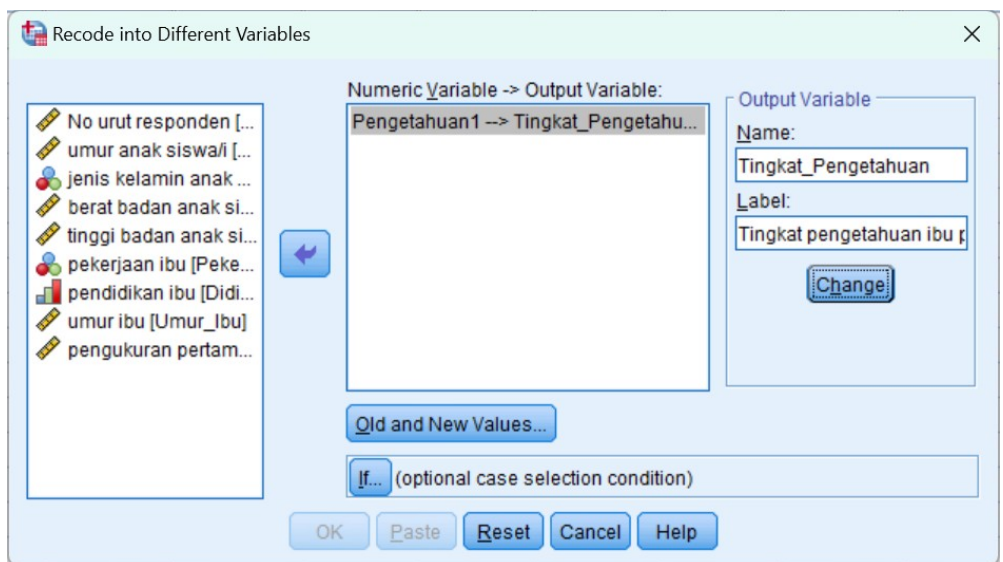 Recode into Different Variables
No urut responden [...
umur anak siswa/i [...
jenis kelamin anak ...
berat badan anak si...
tinggi badan anak si...
pekerjaan ibu [Peke...
pendidikan ibu [Didi...
umur ibu [Umur_Ibu]
pengukuran pertam...
Numeric Variable -> Output Variable:
Pengetahuan1 --> Tingkat_Pengetahu...
Output Variable
Name:
Tingkat_Pengetahuan
Label:
Tingkat pengetahuan ibu p
Change
Old and New Values...
If... (optional case selection condition)
OK Paste Reset Cancel Help